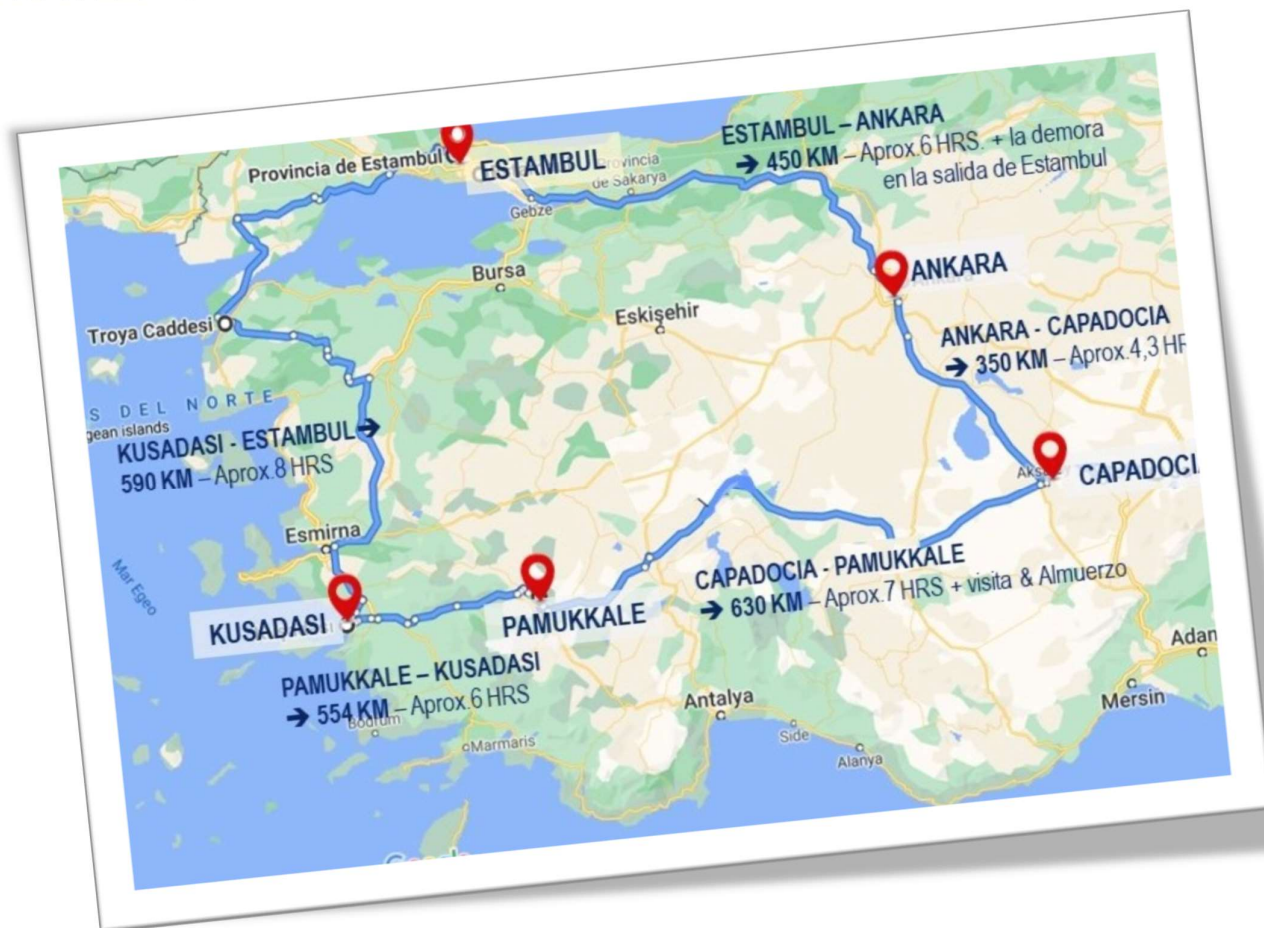 ESTAMBUL – ANKARA
➔ 450 KM – Aprox.6 HRS. + la demora
en la salida de Estambul
Provincia de Estambul
ESTAMBUL
Provincia
de Sakarya
Gebze
Bursa
ANKARA
Eskişehir
Troya Caddesi
ANKARA - CAPADOCIA
➔ 350 KM – Aprox.4,3 HR
S DEL NORTE
gean islands
KUSADASI - ESTAMBUL ➔
590 KM – Aprox.8 HRS
CAPADOCI
Esmirna
Mar Egeo
CAPADOCIA - PAMUKKALE
➔ 630 KM – Aprox.7 HRS + visita & Almuerzo
KUSADASI
PAMUKKALE
PAMUKKALE – KUSADASI
➔ 554 KM – Aprox.6 HRS
Bodrum
Marmaris
Antalya
Side
Alanya
Adan
Mersin